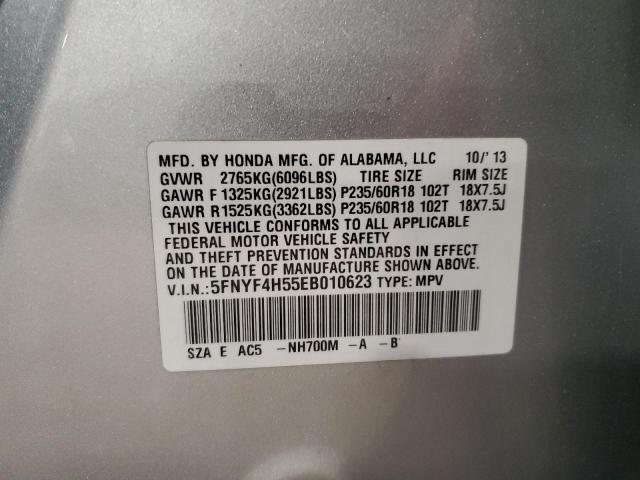 MFD. BY HONDA MFG. OF ALABAMA, LLC 10/'13
GVWR 2765KG(6096LBS) TIRE SIZE RIM SIZE
GAWR F 1325KG(2921LBS) P235/60R18 102T 18X7.5J
GAWR R1525KG(3362LBS) P235/60R18 102T 18X7.5J
THIS VEHICLE CONFORMS TO ALL APPLICABLE
FEDERAL MOTOR VEHICLE SAFETY
AND THEFT PREVENTION STANDARDS IN EFFECT
ON THE DATE OF MANUFACTURE SHOWN ABOVE.
V.I.N.:5FNYF4H55EB010623 TYPE: MPV
SZA E AC5 -NH700M -A -B